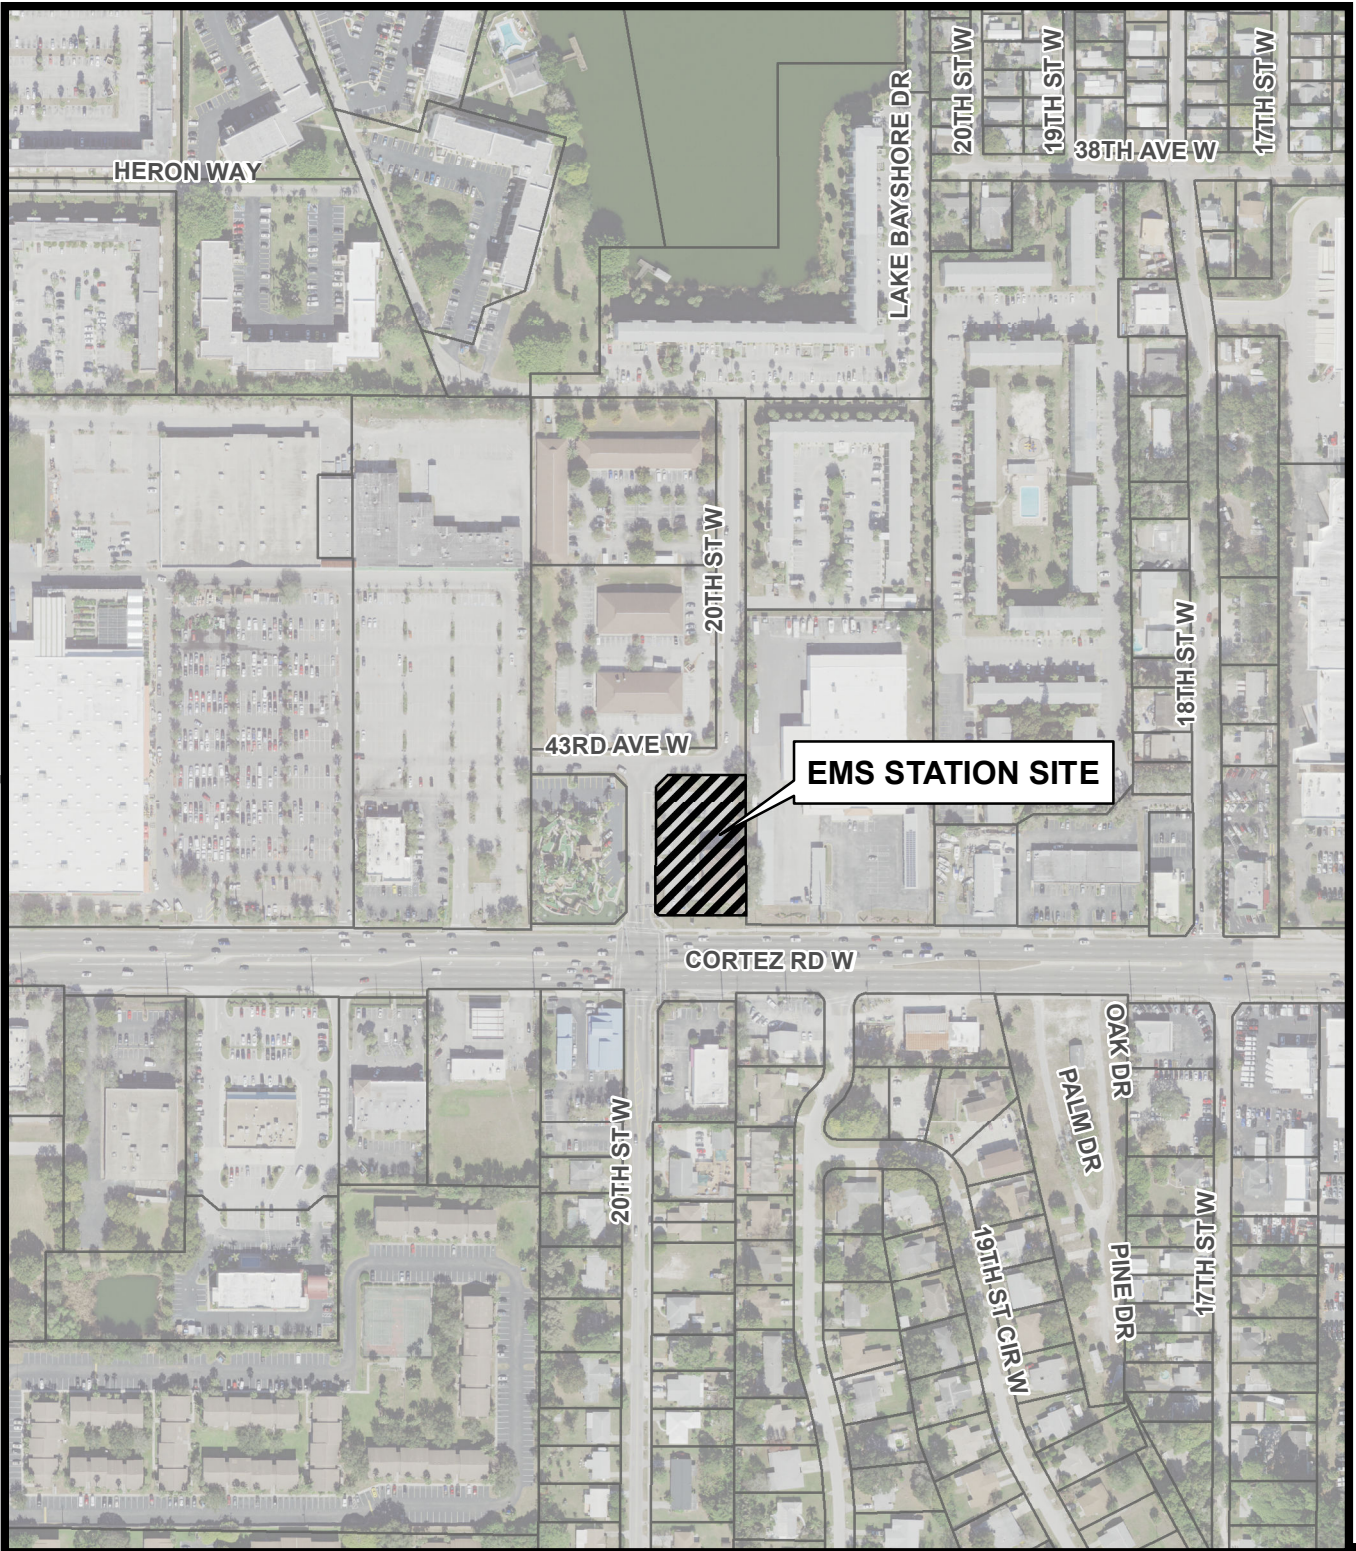 20TH ST W
19TH ST W
17TH ST W
38TH AVE W
LAKE BAYSHORE DR
HERON WAY
20TH ST W
18TH ST W
43RD AVE W
EMS STATION SITE
CORTEZ RD W
OAK DR
PALM DR
20TH ST W
17TH ST W
19TH ST CIR W
PINE DR